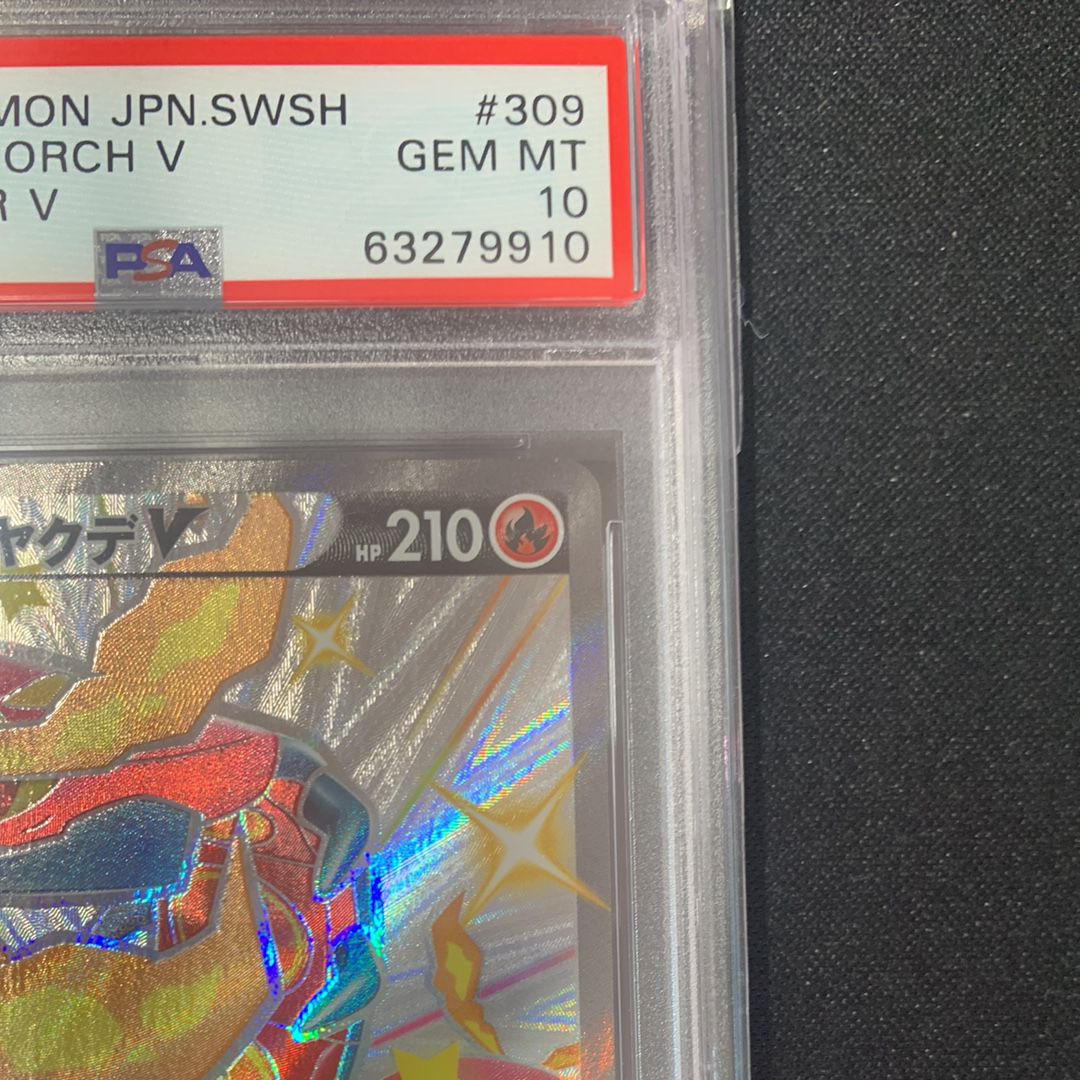 MON JPN.SWSH #309
ORCH V GEM MT
R V 10
PSA 63279910
ヤクデV HP 210